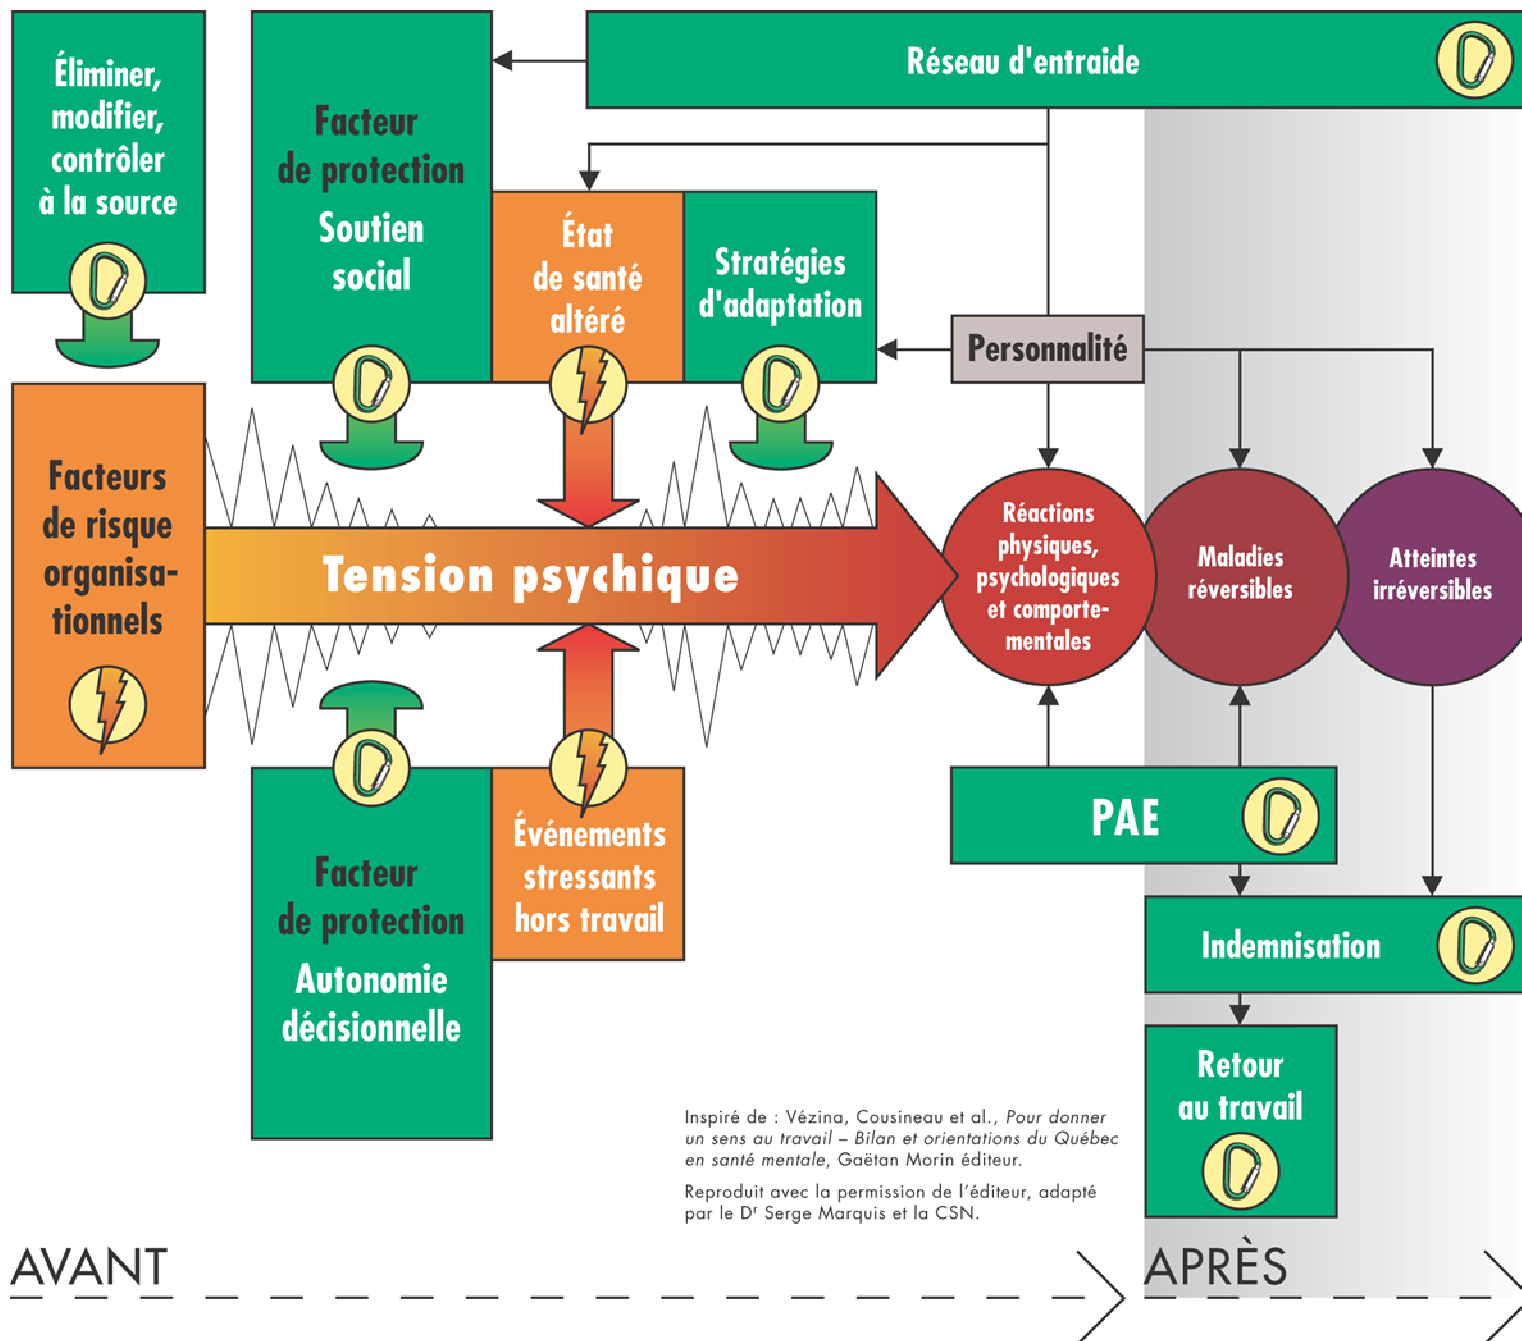 Éliminer,
modifier,
contrôler
à la source
Facteur
de protection
Soutien
social
Réseau d'entraide
État
de santé
altéré
Stratégies
d'adaptation
Personnalité
Facteurs
de risque
organisa-
tionnels
Tension psychique
Réactions
physiques,
psychologiques
et comporte-
mentales
Maladies
réversibles
Atteintes
irréversibles
Facteur
de protection
Autonomie
décisionnelle
Événements
stressants
hors travail
PAE
Indemnisation
Retour
au travail
Inspiré de : Vézina, Cousineau et al., Pour donner
un sens au travail – Bilan et orientations du Québec
en santé mentale, Gaëtan Morin éditeur.
Reproduit avec la permission de l'éditeur, adapté
par le Dr Serge Marquis et la CSN.
AVANT
APRÈS